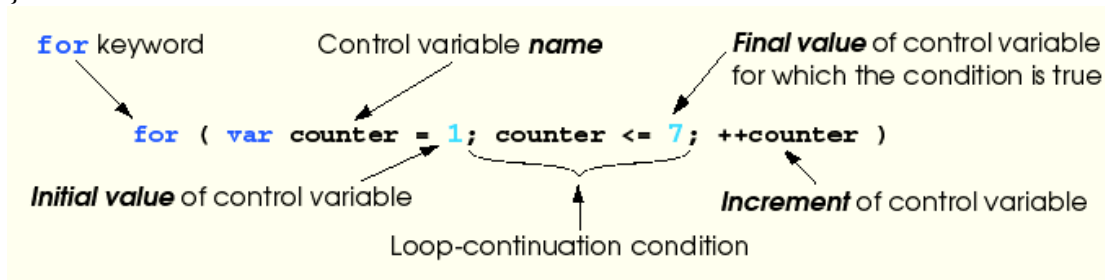 }
for keyword
Control variable name
Final value of control variable
for which the condition is true
for ( var counter = 1; counter <= 7; ++counter )
Initial value of control variable
Increment of control variable
Loop-continuation condition